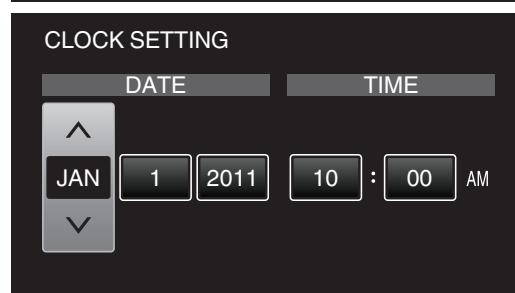 CLOCK SETTING
DATE TIME
JAN 1 2011 10 : 00 AM